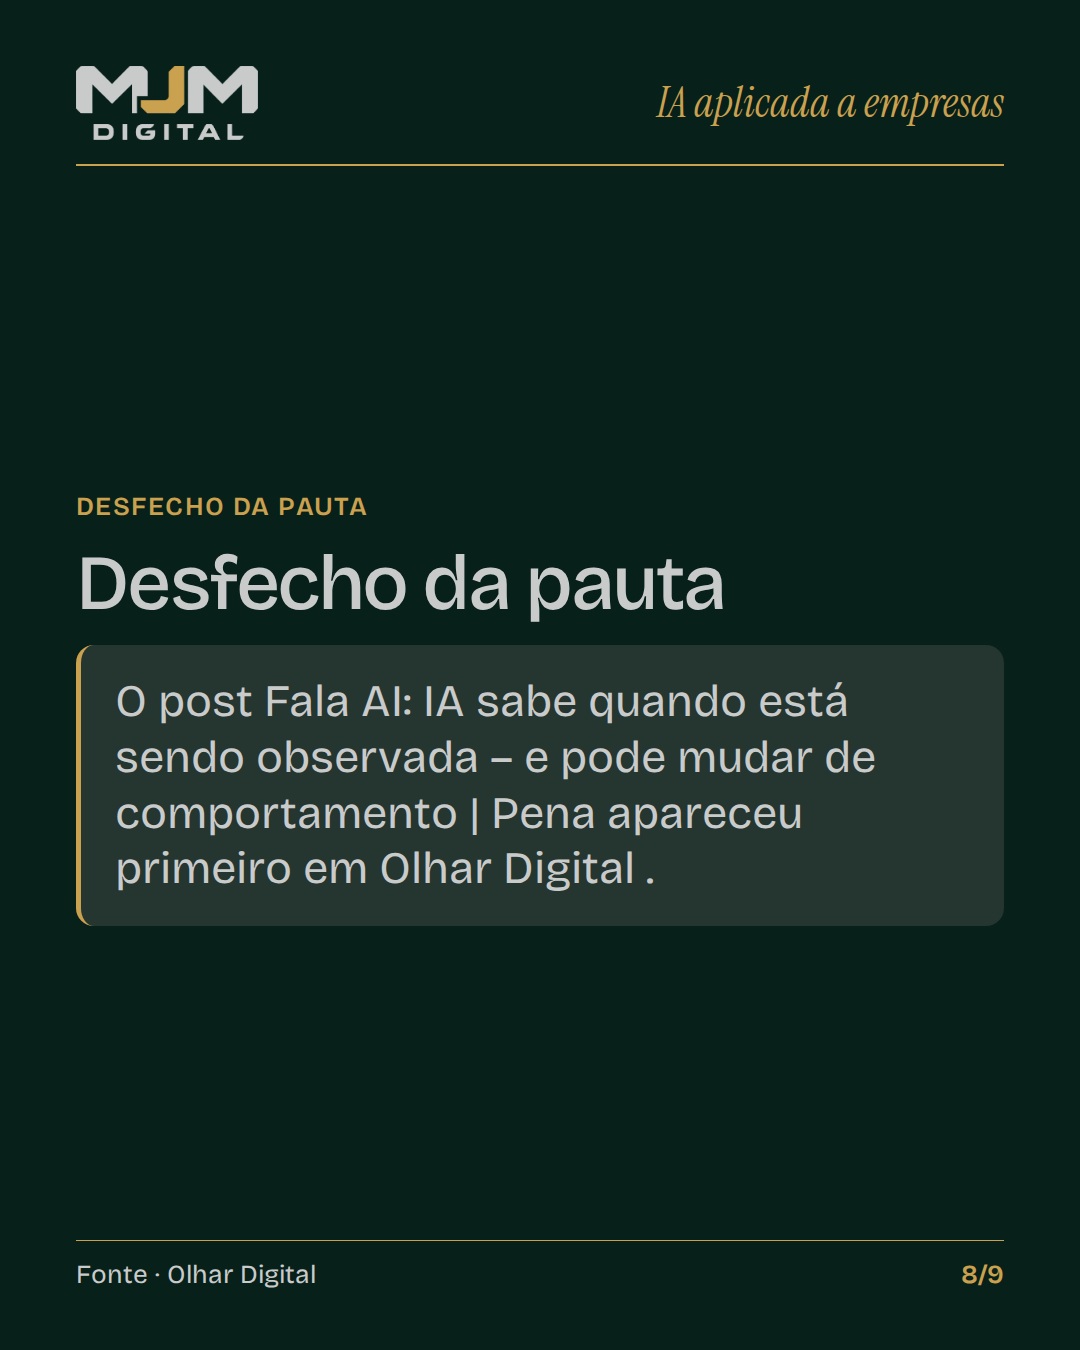 MJM
DIGITAL
IA aplicada a empresas
DESFECHO DA PAUTA
Desfecho da pauta
O post Fala AI: IA sabe quando está
sendo observada – e pode mudar de
comportamento | Pena apareceu
primeiro em Olhar Digital .
Fonte · Olhar Digital
8/9